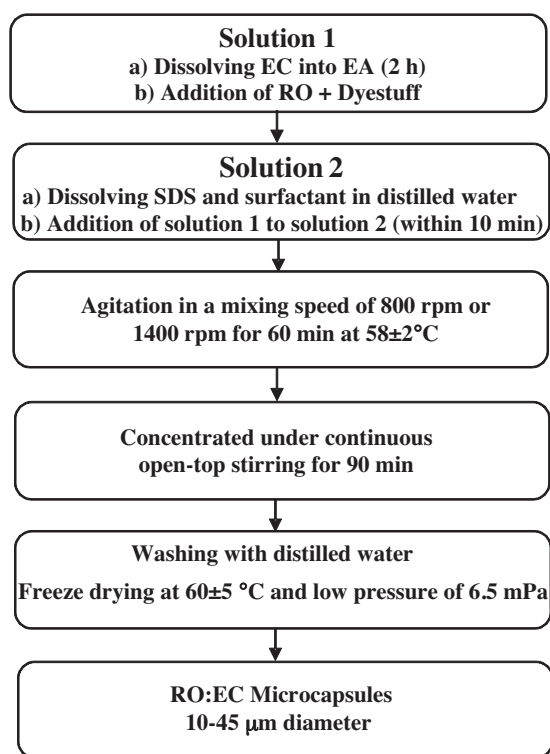 Solution 1
a) Dissolving EC into EA (2 h)
b) Addition of RO + Dyestuff
Solution 2
a) Dissolving SDS and surfactant in distilled water
b) Addition of solution 1 to solution 2 (within 10 min)
Agitation in a mixing speed of 800 rpm or
1400 rpm for 60 min at 58±2°C
Concentrated under continuous
open-top stirring for 90 min
Washing with distilled water
Freeze drying at 60±5 °C and low pressure of 6.5 mPa
RO:EC Microcapsules
10-45 μm diameter